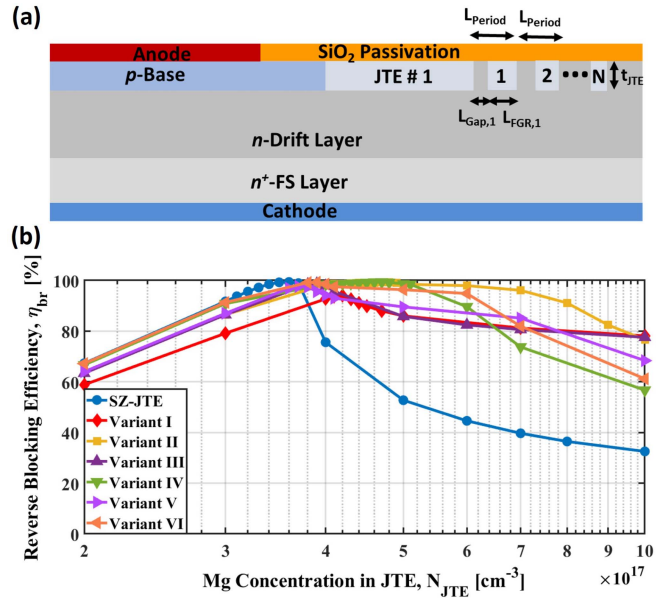 (a)
L_Period L_Period
Anode SiO₂ Passivation
p-Base JTE # 1 1 2 ••• N t_JTE
L_Gap,1 L_FGR,1
n-Drift Layer
n⁺-FS Layer
Cathode
(b)
Reverse Blocking Efficiency, η_br [%]
100
80
60
40
20
0
SZ-JTE
Variant I
Variant II
Variant III
Variant IV
Variant V
Variant VI
2 3 4 5 6 7 8 9 10
×10¹⁷
Mg Concentration in JTE, N_JTE [cm⁻³]